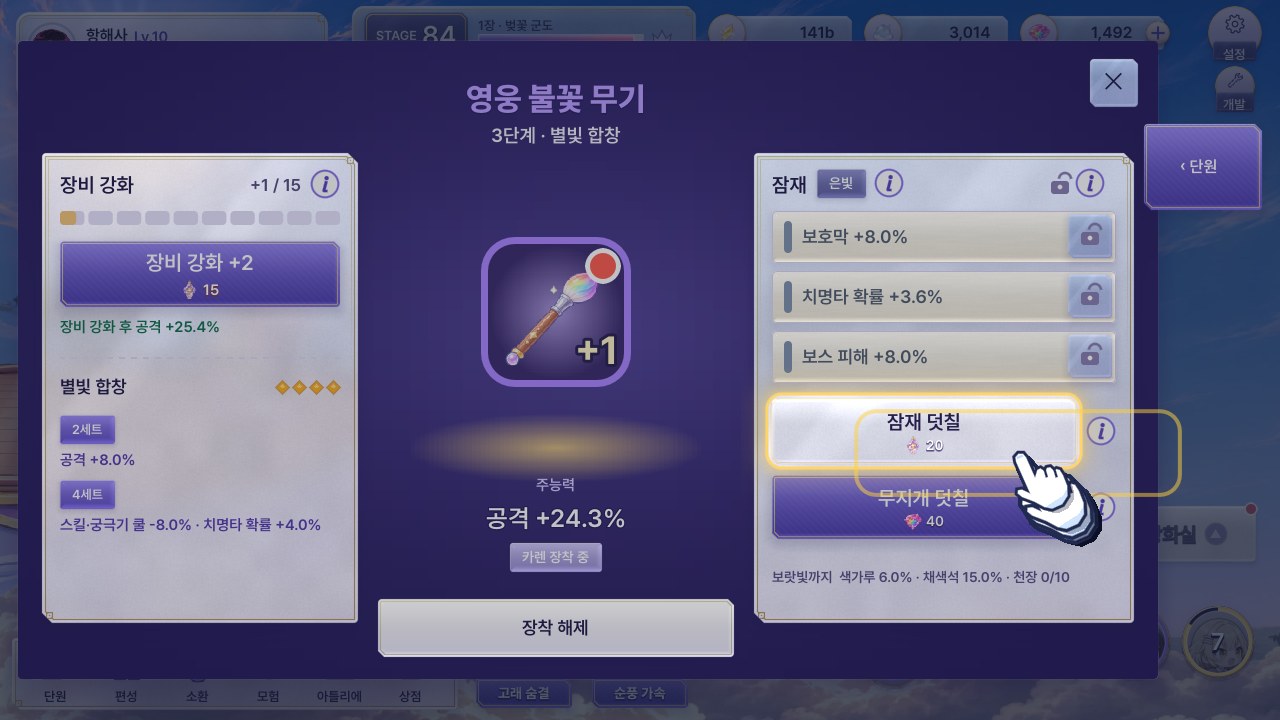 항해사 Lv.10
STAGE 84
1장 · 벚꽃 군도
141b
3,014
1,492
설정
개발
영웅 불꽃 무기
3단계 · 별빛 합창
‹ 단원
장비 강화
+1 / 15
장비 강화 +2
15
장비 강화 후 공격 +25.4%
별빛 합창
2세트
공격 +8.0%
4세트
스킬·궁극기 쿨 -8.0% · 치명타 확률 +4.0%
+1
주능력
공격 +24.3%
카렌 장착 중
장착 해제
잠재
은빛
보호막 +8.0%
치명타 확률 +3.6%
보스 피해 +8.0%
잠재 덧칠
20
무지개 덧칠
40
보랏빛까지 색가루 6.0% · 채색석 15.0% · 천장 0/10
7
단원
편성
소환
모험
아틀리에
상점
고래 숨결
순풍 가속